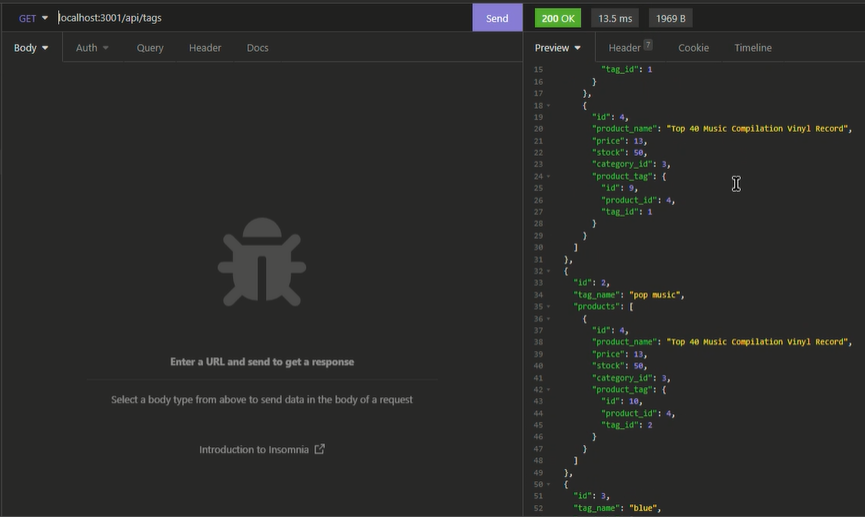 GET localhost:3001/api/tags Send 200 OK 13.5 ms 1969 B
Body Auth Query Header Docs Preview Header 7 Cookie Timeline
15 "tag_id": 1
16 }
17 },
18 {
19 "id": 4,
20 "product_name": "Top 40 Music Compilation Vinyl Record",
21 "price": 13,
22 "stock": 50,
23 "category_id": 3,
24 "product_tag": {
25 "id": 9,
26 "product_id": 4,
27 "tag_id": 1
28 }
29 }
30 ]
31 },
32 {
33 "id": 2,
34 "tag_name": "pop music",
35 "products": [
36 {
37 "id": 4,
38 "product_name": "Top 40 Music Compilation Vinyl Record",
39 "price": 13,
40 "stock": 50,
41 "category_id": 3,
42 "product_tag": {
43 "id": 10,
44 "product_id": 4,
45 "tag_id": 2
46 }
47 }
48 ]
49 },
50 {
51 "id": 3,
52 "tag_name": "blue",
Enter a URL and send to get a response
Select a body type from above to send data in the body of a request
Introduction to Insomnia